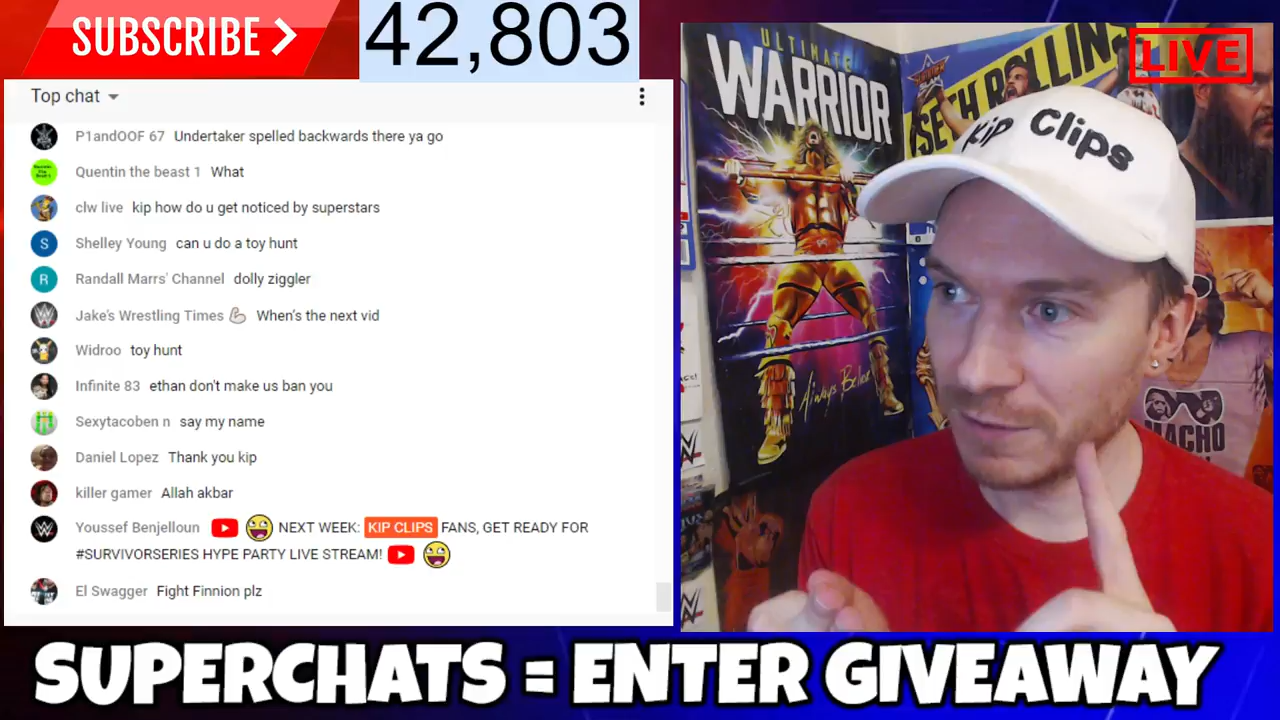 SUBSCRIBE
42,803
Top chat
P1andOOF 67 Undertaker spelled backwards there ya go
Quentin the beast 1 What
clw live kip how do u get noticed by superstars
Shelley Young can u do a toy hunt
Randall Marrs' Channel dolly ziggler
Jake's Wrestling Times 💪 When's the next vid
Widroo toy hunt
Infinite 83 ethan don't make us ban you
Sexytacoben n say my name
Daniel Lopez Thank you kip
killer gamer Allah akbar
Youssef Benjelloun NEXT WEEK: KIP CLIPS FANS, GET READY FOR
#SURVIVORSERIES HYPE PARTY LIVE STREAM!
El Swagger Fight Finnion plz
S
R
LIVE
ULTIMATE
WARRIOR
Always Believe
SETH ROLLIN
Kip Clips
MACHO
SUPERCHATS = ENTER GIVEAWAY